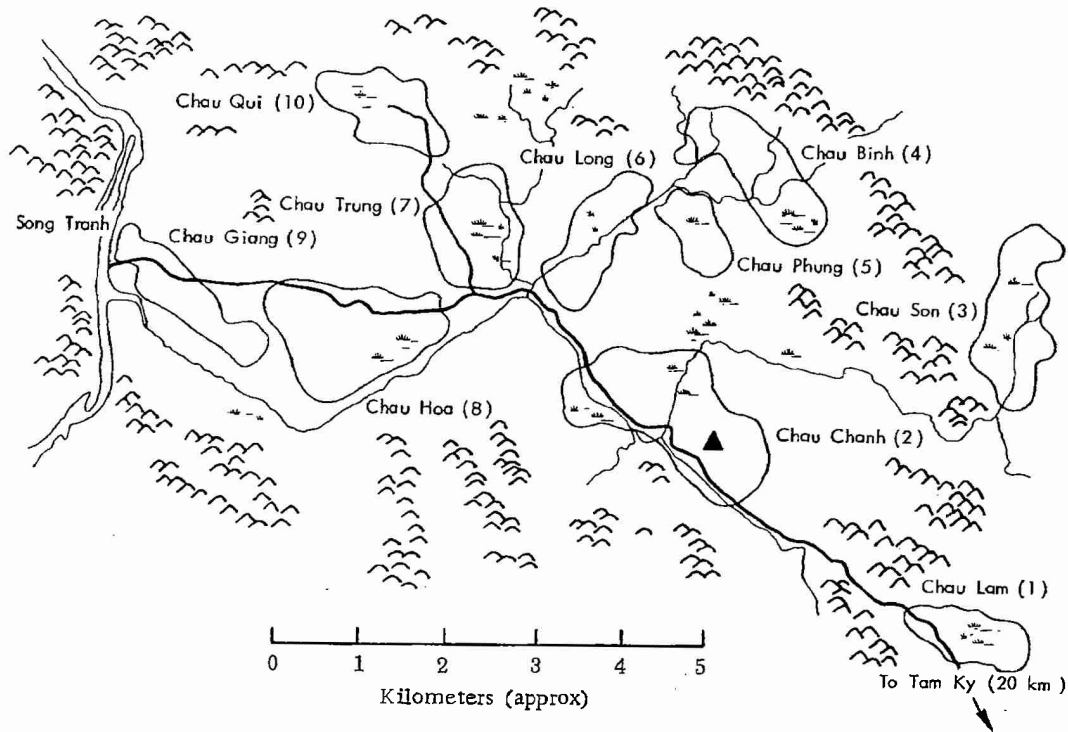 Chau Qui (10)
Chau Long (6)
Chau Binh (4)
Chau Trung (7)
Song Tranh
Chau Giang (9)
Chau Phung (5)
Chau Son (3)
Chau Hoa (8)
Chau Chanh (2)
Chau Lam (1)
0 1 2 3 4 5
Kilometers (approx)
To Tam Ky (20 km)